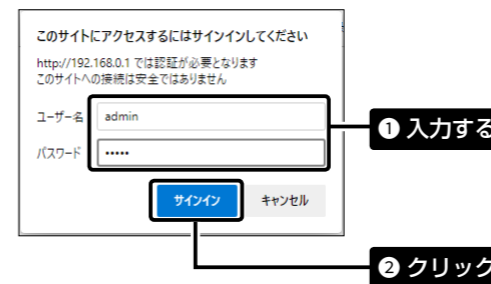 このサイトにアクセスするにはサインインしてください
http://192.168.0.1 では認証が必要となります
このサイトへの接続は安全ではありません
ユーザー名 admin
パスワード •••••
❶ 入力する
サインイン キャンセル
❷ クリック